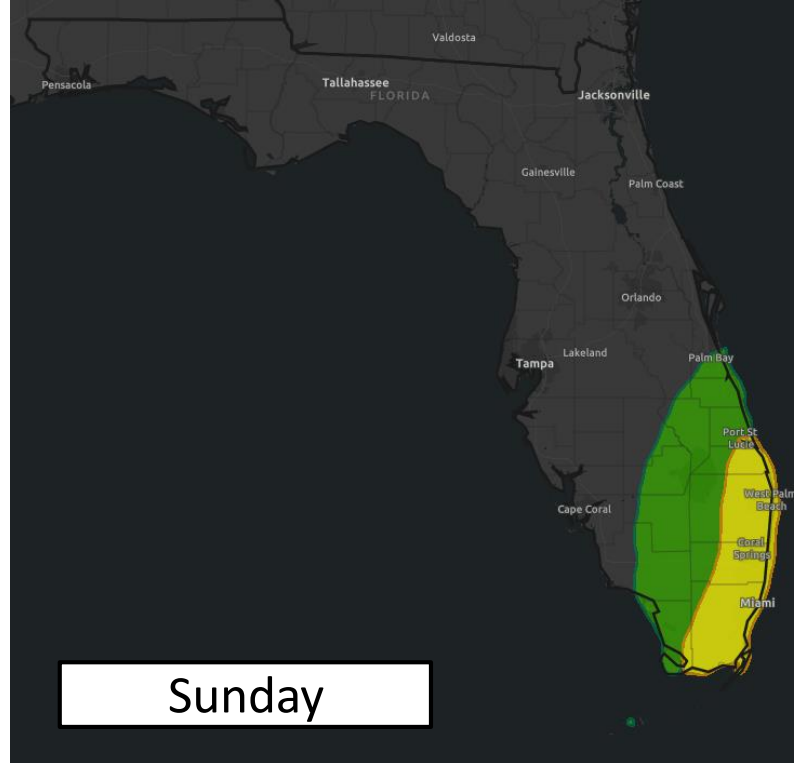 Valdosta
Pensacola
Tallahassee
FLORIDA
Jacksonville
Gainesville
Palm Coast
Orlando
Lakeland
Palm Bay
Tampa
Port St
Lucie
West Palm
Beach
Cape Coral
Coral
Springs
Miami
Sunday